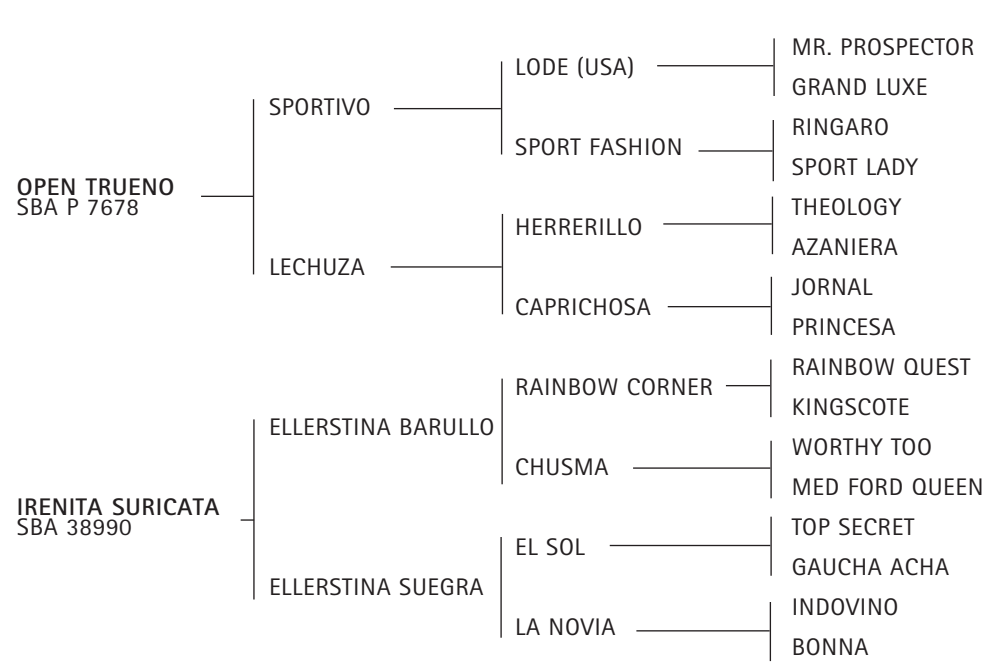 MR. PROSPECTOR
LODE (USA)
GRAND LUXE
SPORTIVO
RINGARO
SPORT FASHION
SPORT LADY
OPEN TRUENO
SBA P 7678
THEOLOGY
HERRERILLO
AZANIERA
LECHUZA
JORNAL
CAPRICHOSA
PRINCESA
RAINBOW QUEST
RAINBOW CORNER
KINGSCOTE
ELLERSTINA BARULLO
WORTHY TOO
CHUSMA
MED FORD QUEEN
IRENITA SURICATA
SBA 38990
TOP SECRET
EL SOL
GAUCHA ACHA
ELLERSTINA SUEGRA
INDOVINO
LA NOVIA
BONNA